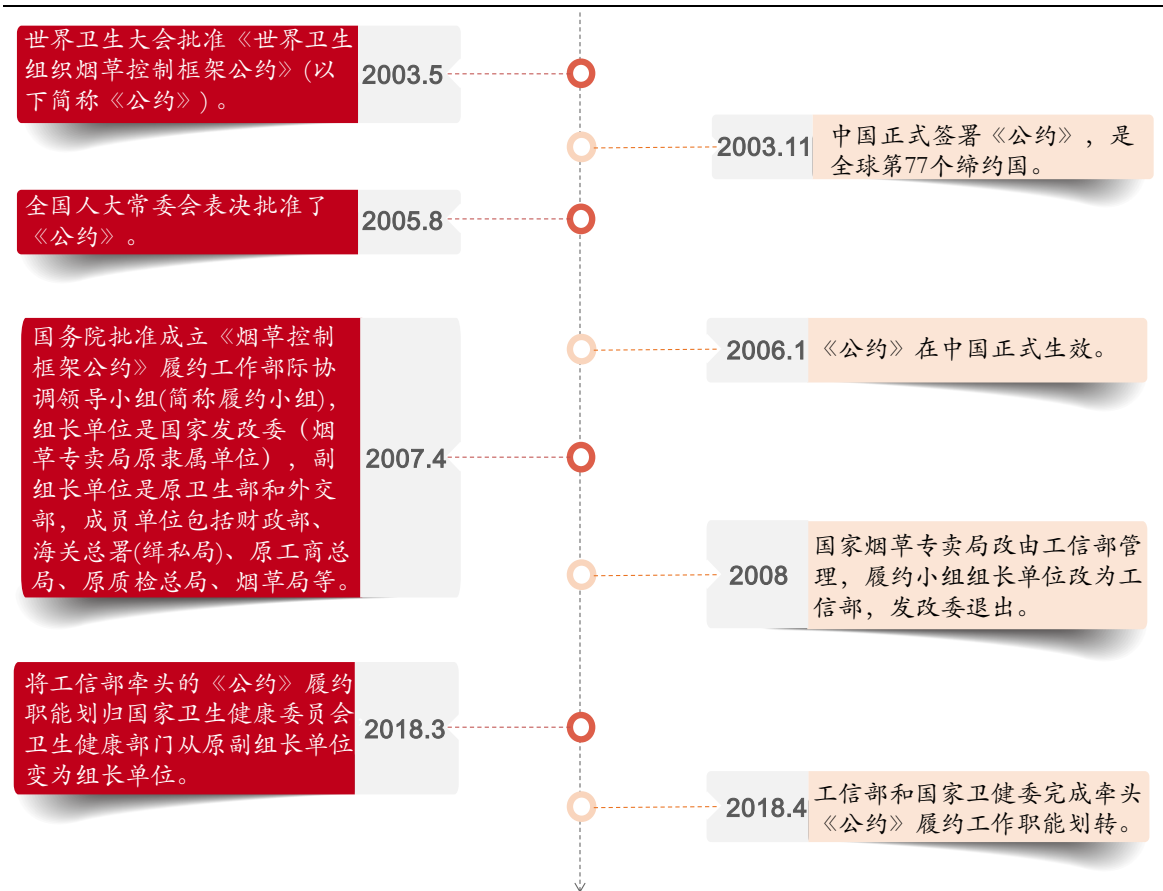 世界卫生大会批准《世界卫生
组织烟草控制框架公约》(以
下简称《公约》)。
2003.5
2003.11
中国正式签署《公约》，是
全球第77个缔约国。
全国人大常委会表决批准了
《公约》。
2005.8
2006.1
《公约》在中国正式生效。
国务院批准成立《烟草控制
框架公约》履约工作部际协
调领导小组(简称履约小组)，
组长单位是国家发改委（烟
草专卖局原隶属单位），副
组长单位是原卫生部和外交
部，成员单位包括财政部、
海关总署(缉私局)、原工商总
局、原质检总局、烟草局等。
2007.4
2008
国家烟草专卖局改由工信部管
理，履约小组组长单位改为工
信部，发改委退出。
将工信部牵头的《公约》履约
职能划归国家卫生健康委员会
卫生健康部门从原副组长单位
变为组长单位。
2018.3
2018.4
工信部和国家卫健委完成牵头
《公约》履约工作职能划转。